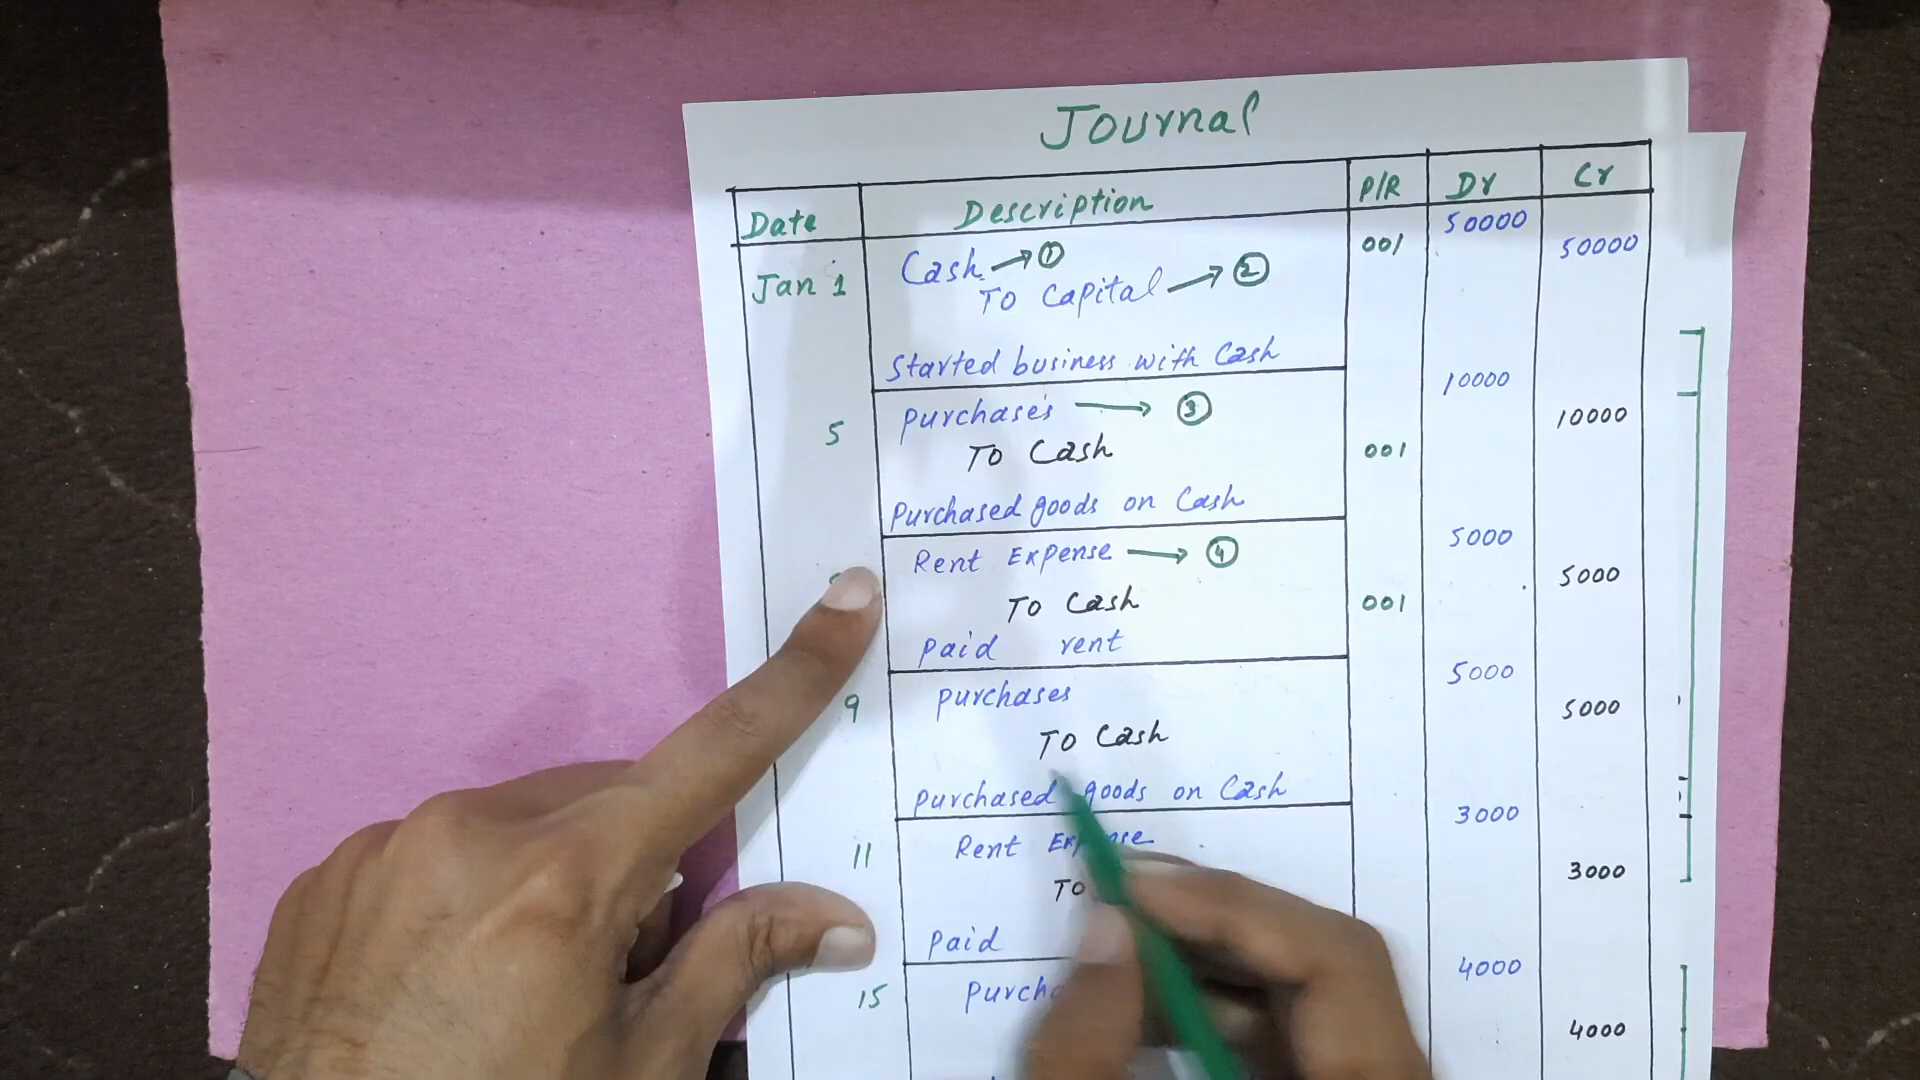 Journal
Date Description P/R Dr Cr
Jan 1 Cash → ① 001 50000
To Capital → ② 50000
Started business with Cash
5 Purchase's → ③ 10000
To Cash 001 10000
Purchased goods on Cash
Rent Expense → ④ 5000
To Cash 001 5000
Paid rent
9 Purchases 5000
To Cash 5000
Purchased goods on Cash
11 Rent 3000
To 3000
Paid
15 4000
4000